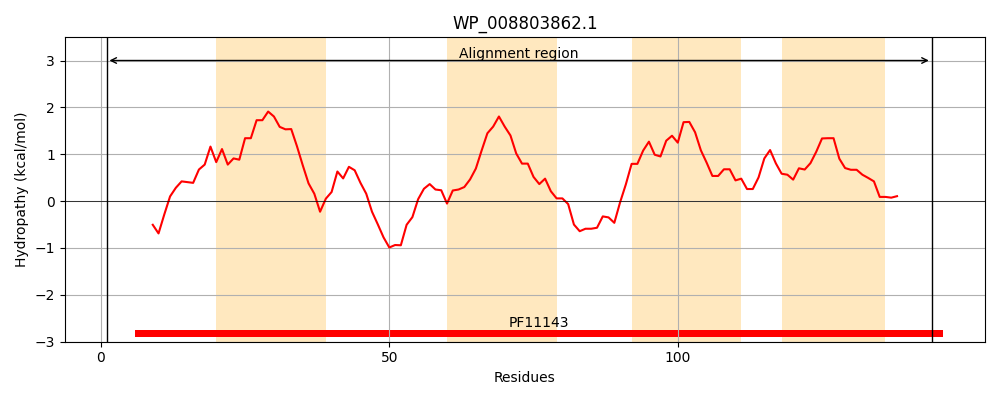 WP_008803862.1
Alignment region
3
2
1
0
−1
−2
−3
Hydropathy (kcal/mol)
PF11143
0
50
100
Residues